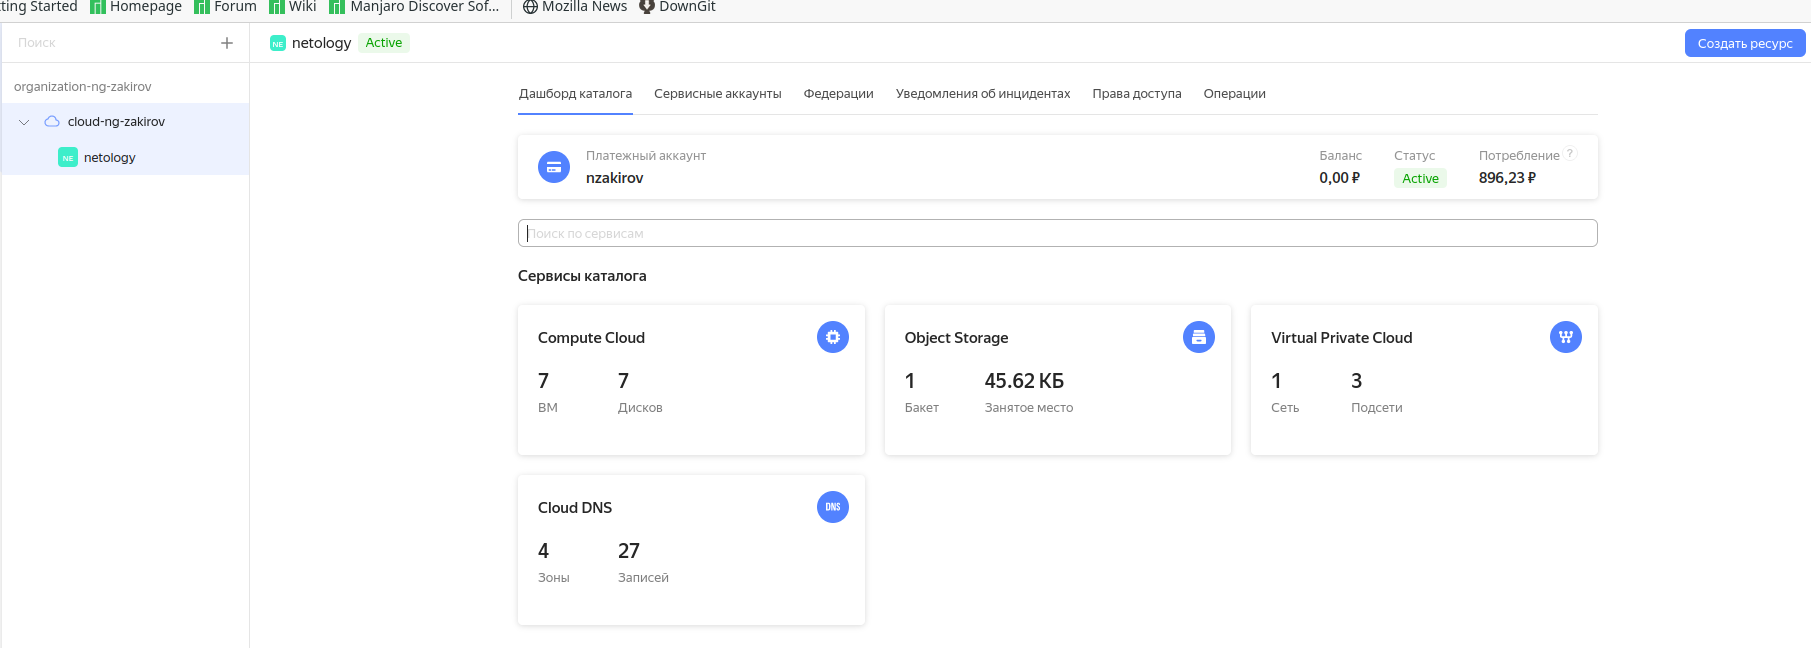 ting Started Homepage Forum Wiki Manjaro Discover Sof... Mozilla News DownGit
Поиск
NE netology Active Создать ресурс
organization-ng-zakirov
cloud-ng-zakirov
NE netology
Дашборд каталога Сервисные аккаунты Федерации Уведомления об инцидентах Права доступа Операции
Платежный аккаунт Баланс Статус Потребление ?
nzakirov 0,00 ₽ Active 896,23 ₽
Поиск по сервисам
Сервисы каталога
Compute Cloud
7 7
ВМ Дисков
Object Storage
1 45.62 КБ
Бакет Занятое место
Virtual Private Cloud
1 3
Сеть Подсети
Cloud DNS DNS
4 27
Зоны Записей